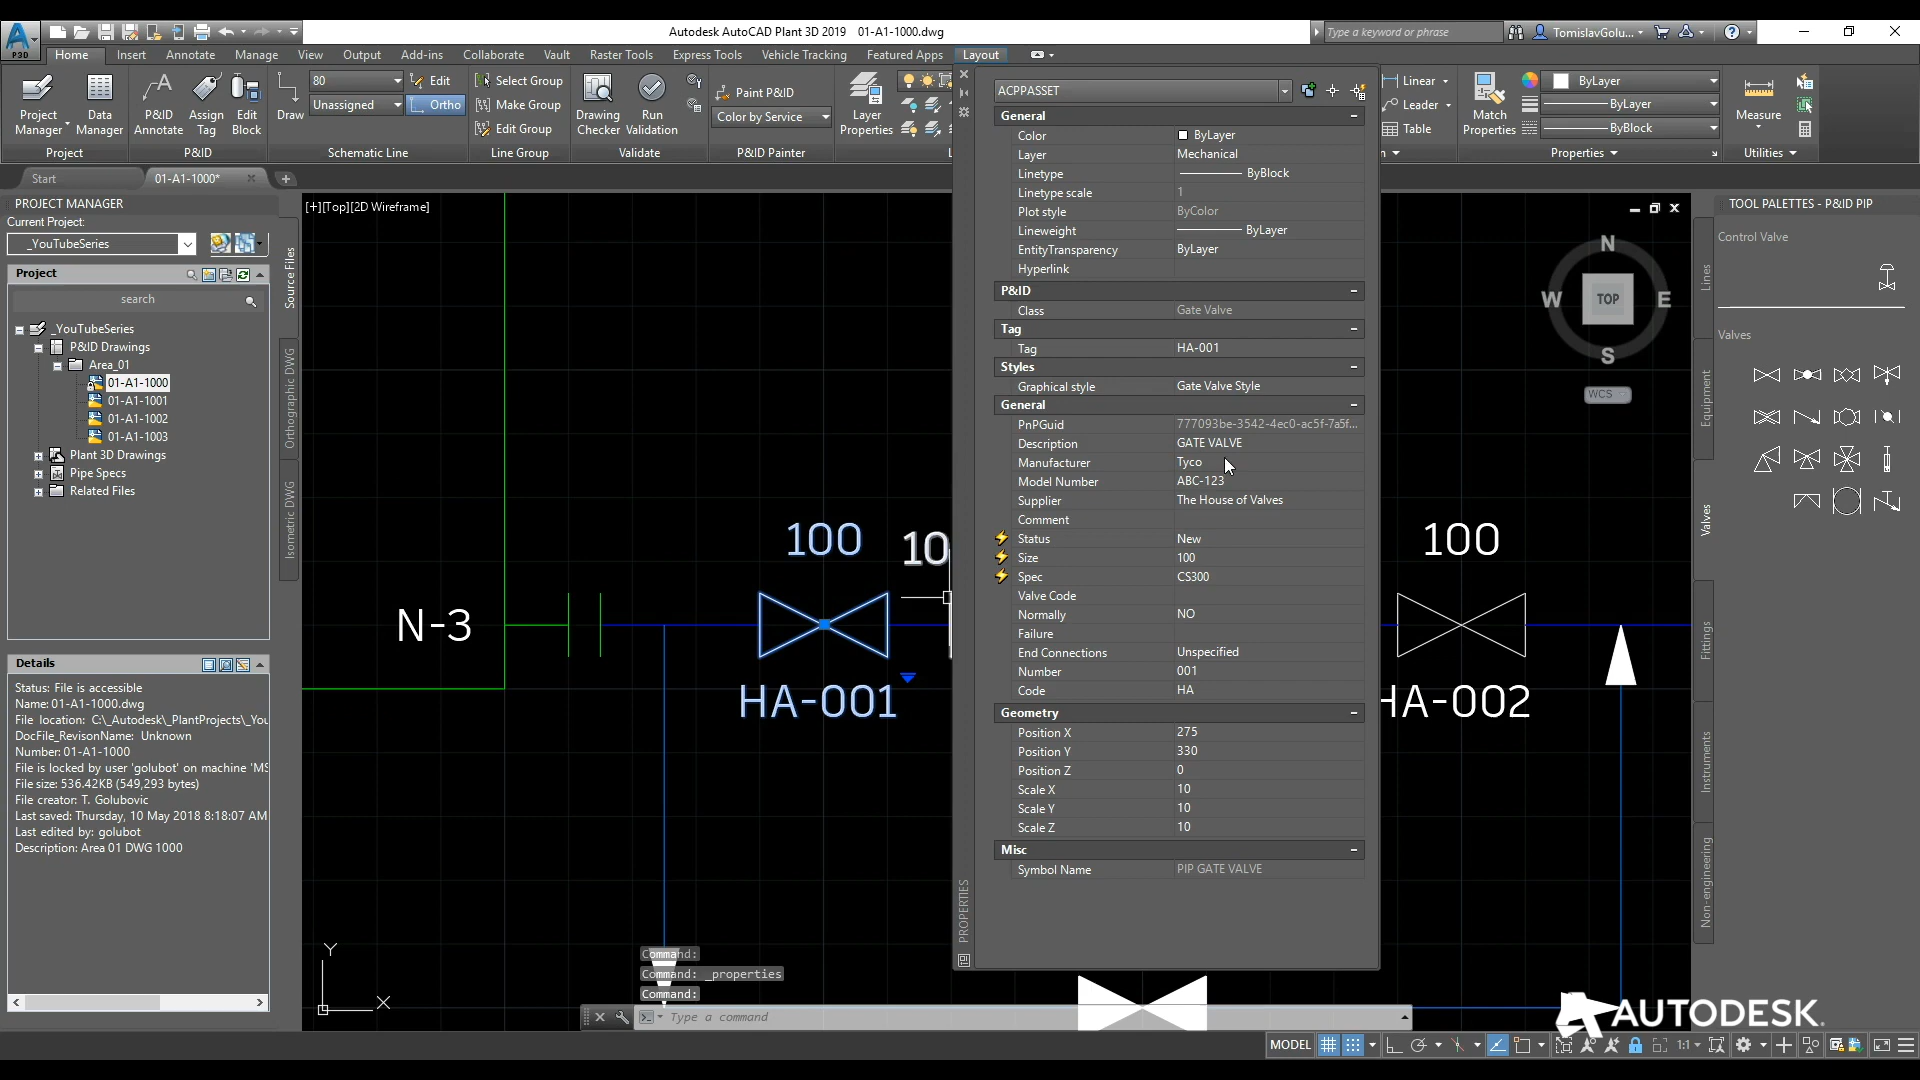 P3D
Autodesk AutoCAD Plant 3D 2019 01-A1-1000.dwg
Type a keyword or phrase
TomislavGolu...
Home Insert Annotate Manage View Output Add-ins Collaborate Vault Raster Tools Express Tools Vehicle Tracking Featured Apps Layout
Project Manager
Data Manager
Project
P&ID Annotate
Assign Tag
Edit Block
P&ID
Draw
80
Unassigned
Edit
Ortho
Schematic Line
Select Group
Make Group
Edit Group
Line Group
Drawing Checker
Run Validation
Validate
Paint P&ID
Color by Service
P&ID Painter
Layer Properties
Linear
Leader
Table
Match Properties
ByLayer
ByLayer
ByBlock
Properties
Measure
Utilities
Start
01-A1-1000*
PROJECT MANAGER
Current Project:
_YouTubeSeries
Project
search
_YouTubeSeries
P&ID Drawings
Area_01
01-A1-1000
01-A1-1001
01-A1-1002
01-A1-1003
Plant 3D Drawings
Pipe Specs
Related Files
Source Files
Orthographic DWG
Isometric DWG
Details
Status: File is accessible
Name: 01-A1-1000.dwg
File location: C:\_Autodesk\_PlantProjects\_You
DocFile_RevisonName: Unknown
Number: 01-A1-1000
File is locked by user 'golubot' on machine 'MS
File size: 536.42KB (549,293 bytes)
File creator: T. Golubovic
Last saved: Thursday, 10 May 2018 8:18:07 AM
Last edited by: golubot
Description: Area 01 DWG 1000
[+][Top][2D Wireframe]
N-3
100
10
HA-001
100
HA-002
Y
X
N
W TOP E
S
WCS
ACPPASSET
General
Color ByLayer
Layer Mechanical
Linetype ByBlock
Linetype scale 1
Plot style ByColor
Lineweight ByLayer
EntityTransparency ByLayer
Hyperlink
P&ID
Class Gate Valve
Tag
Tag HA-001
Styles
Graphical style Gate Valve Style
General
PnPGuid 777093be-3542-4ec0-ac5f-7a5f...
Description GATE VALVE
Manufacturer Tyco
Model Number ABC-123
Supplier The House of Valves
Comment
Status New
Size 100
Spec CS300
Valve Code
Normally NO
Failure
End Connections Unspecified
Number 001
Code HA
Geometry
Position X 275
Position Y 330
Position Z 0
Scale X 10
Scale Y 10
Scale Z 10
Misc
Symbol Name PIP GATE VALVE
PROPERTIES
TOOL PALETTES - P&ID PIP
Control Valve
Valves
Lines
Equipment
Valves
Fittings
Instruments
Non-engineering
Command:
Command: _properties
Command:
Type a command
AUTODESK.
MODEL
1:1